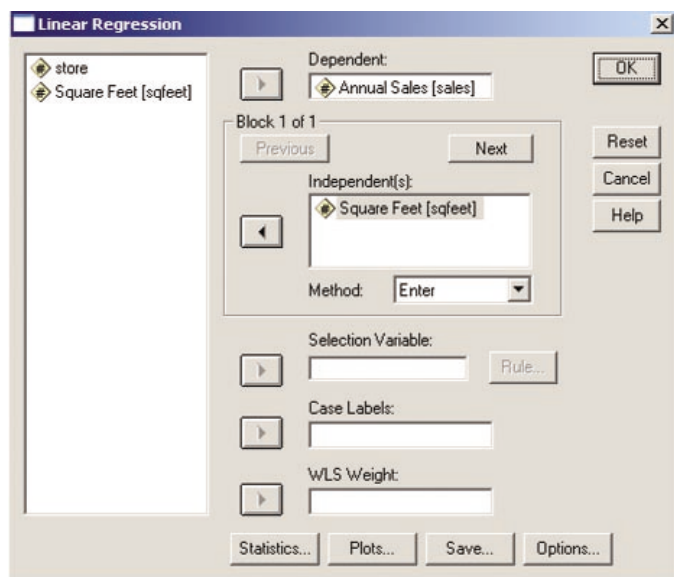 Linear Regression
store
Square Feet [sqfeet]
Dependent:
Annual Sales [sales]
Block 1 of 1
Previous
Next
Independent(s):
Square Feet [sqfeet]
Method:
Enter
Selection Variable:
Rule...
Case Labels:
WLS Weight:
Statistics...
Plots...
Save...
Options...
OK
Reset
Cancel
Help